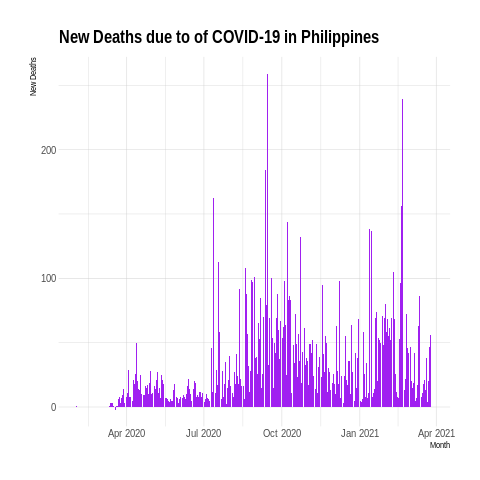 New Deaths due to of COVID-19 in Philippines
New Deaths
200
100
0
Apr 2020 Jul 2020 Oct 2020 Jan 2021 Apr 2021
Month